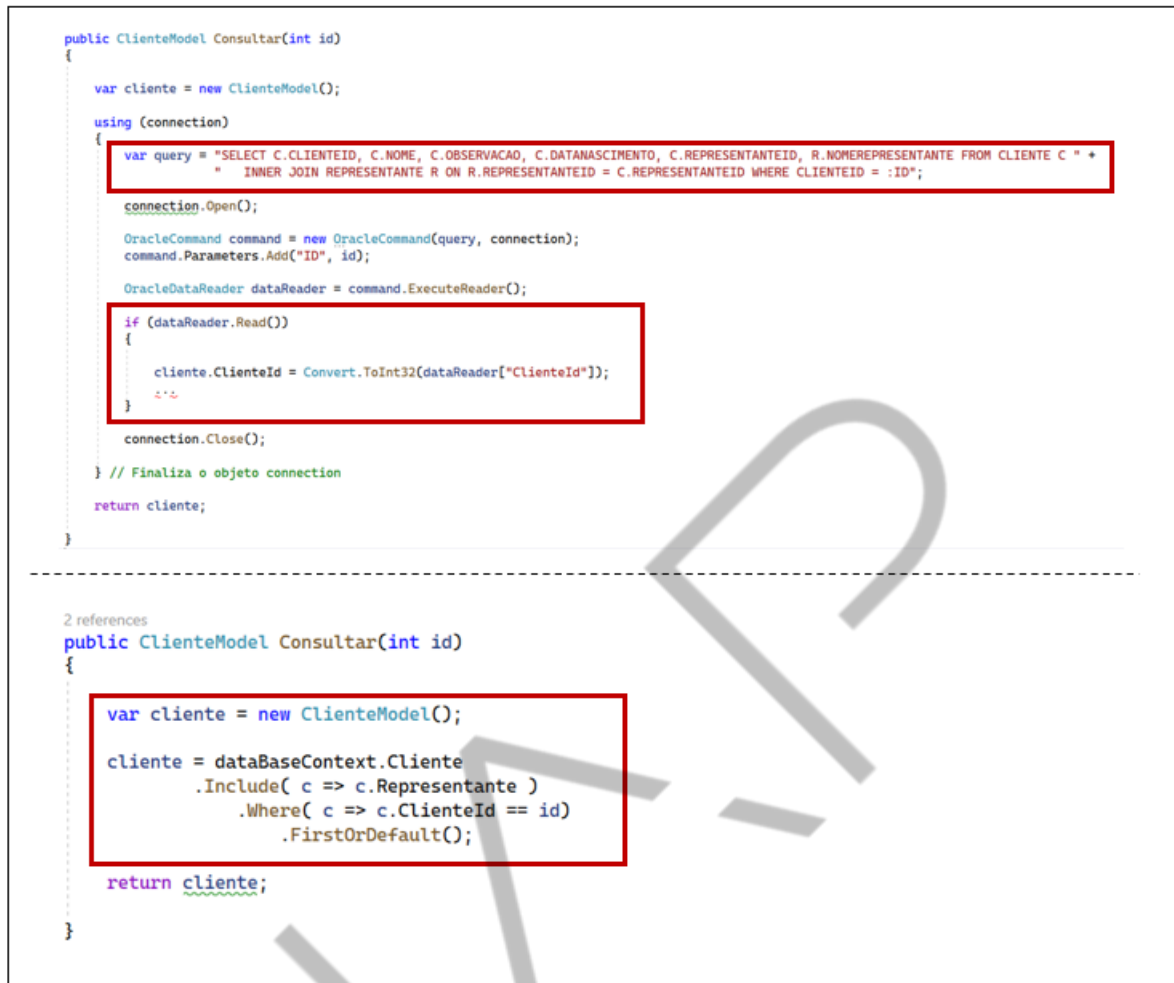 public ClienteModel Consultar(int id)
{
var cliente = new ClienteModel();
using (connection)
{
var query = "SELECT C.CLIENTEID, C.NOME, C.OBSERVACAO, C.DATANASCIMENTO, C.REPRESENTANTEID, R.NOMEREPRESENTANTE FROM CLIENTE C " +
"   INNER JOIN REPRESENTANTE R ON R.REPRESENTANTEID = C.REPRESENTANTEID WHERE CLIENTEID = :ID";
connection.Open();
OracleCommand command = new OracleCommand(query, connection);
command.Parameters.Add("ID", id);
OracleDataReader dataReader = command.ExecuteReader();
if (dataReader.Read())
{
cliente.ClienteId = Convert.ToInt32(dataReader["ClienteId"]);
...
}
connection.Close();
} // Finaliza o objeto connection
return cliente;
}
2 references
public ClienteModel Consultar(int id)
{
var cliente = new ClienteModel();
cliente = dataBaseContext.Cliente
.Include( c => c.Representante )
.Where( c => c.ClienteId == id)
.FirstOrDefault();
return cliente;
}